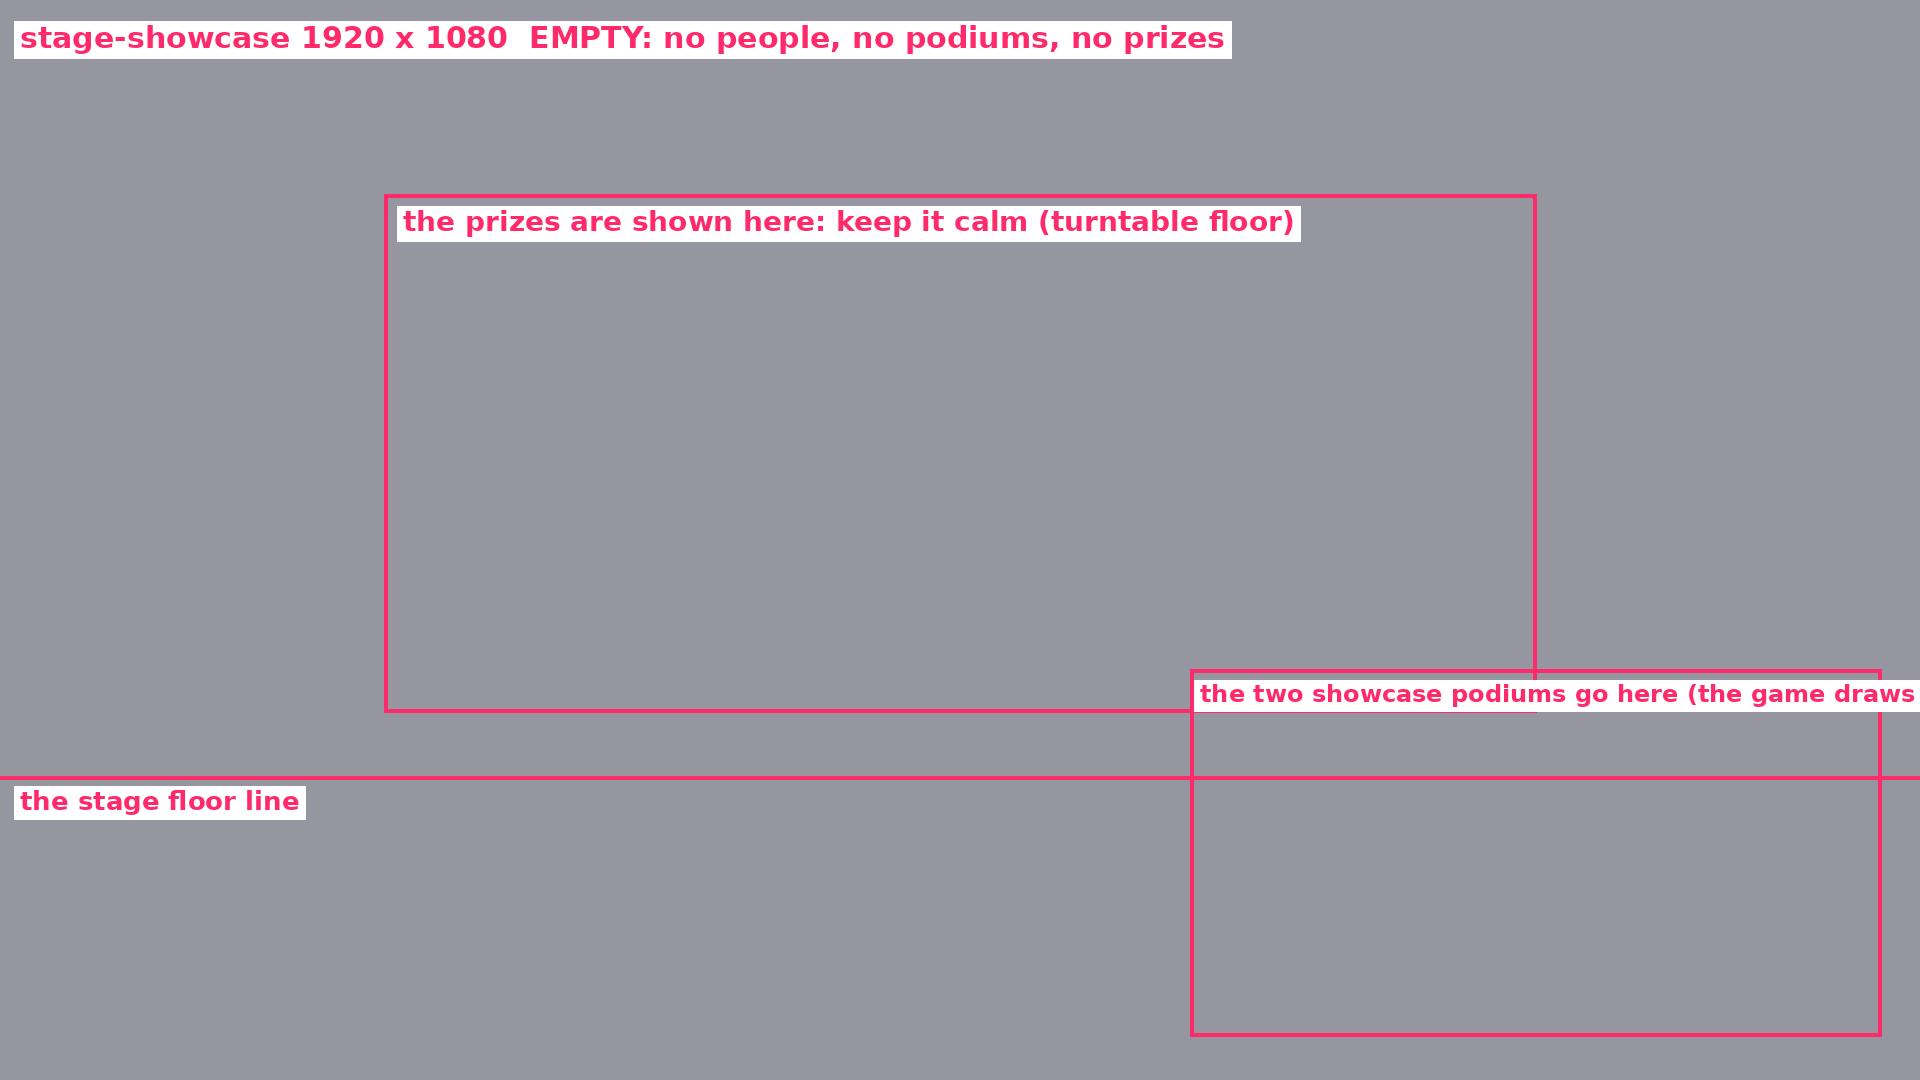 stage-showcase 1920 x 1080 EMPTY: no people, no podiums, no prizes
the prizes are shown here: keep it calm (turntable floor)
the two showcase podiums go here (the game draws
the stage floor line